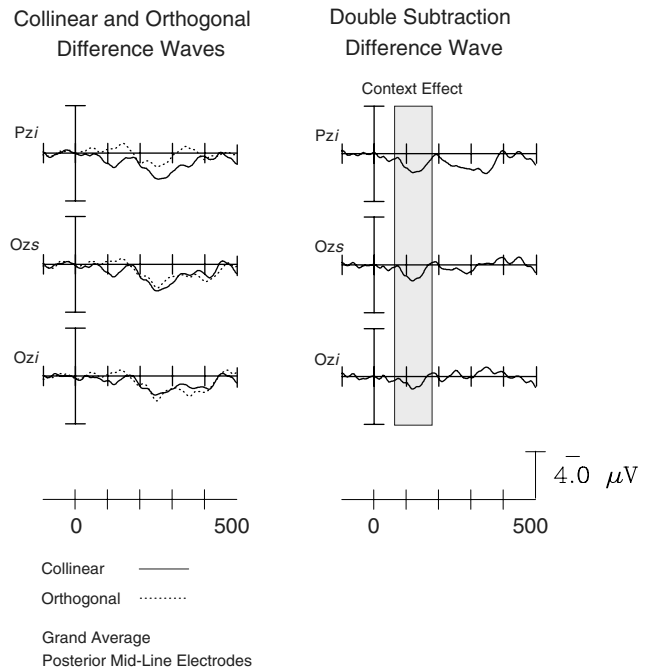 Collinear and Orthogonal
Difference Waves
Double Subtraction
Difference Wave
Context Effect
Pzi
Ozs
Ozi
Pzi
Ozs
Ozi
4.0 μV
0 500
0 500
Collinear
Orthogonal
Grand Average
Posterior Mid-Line Electrodes